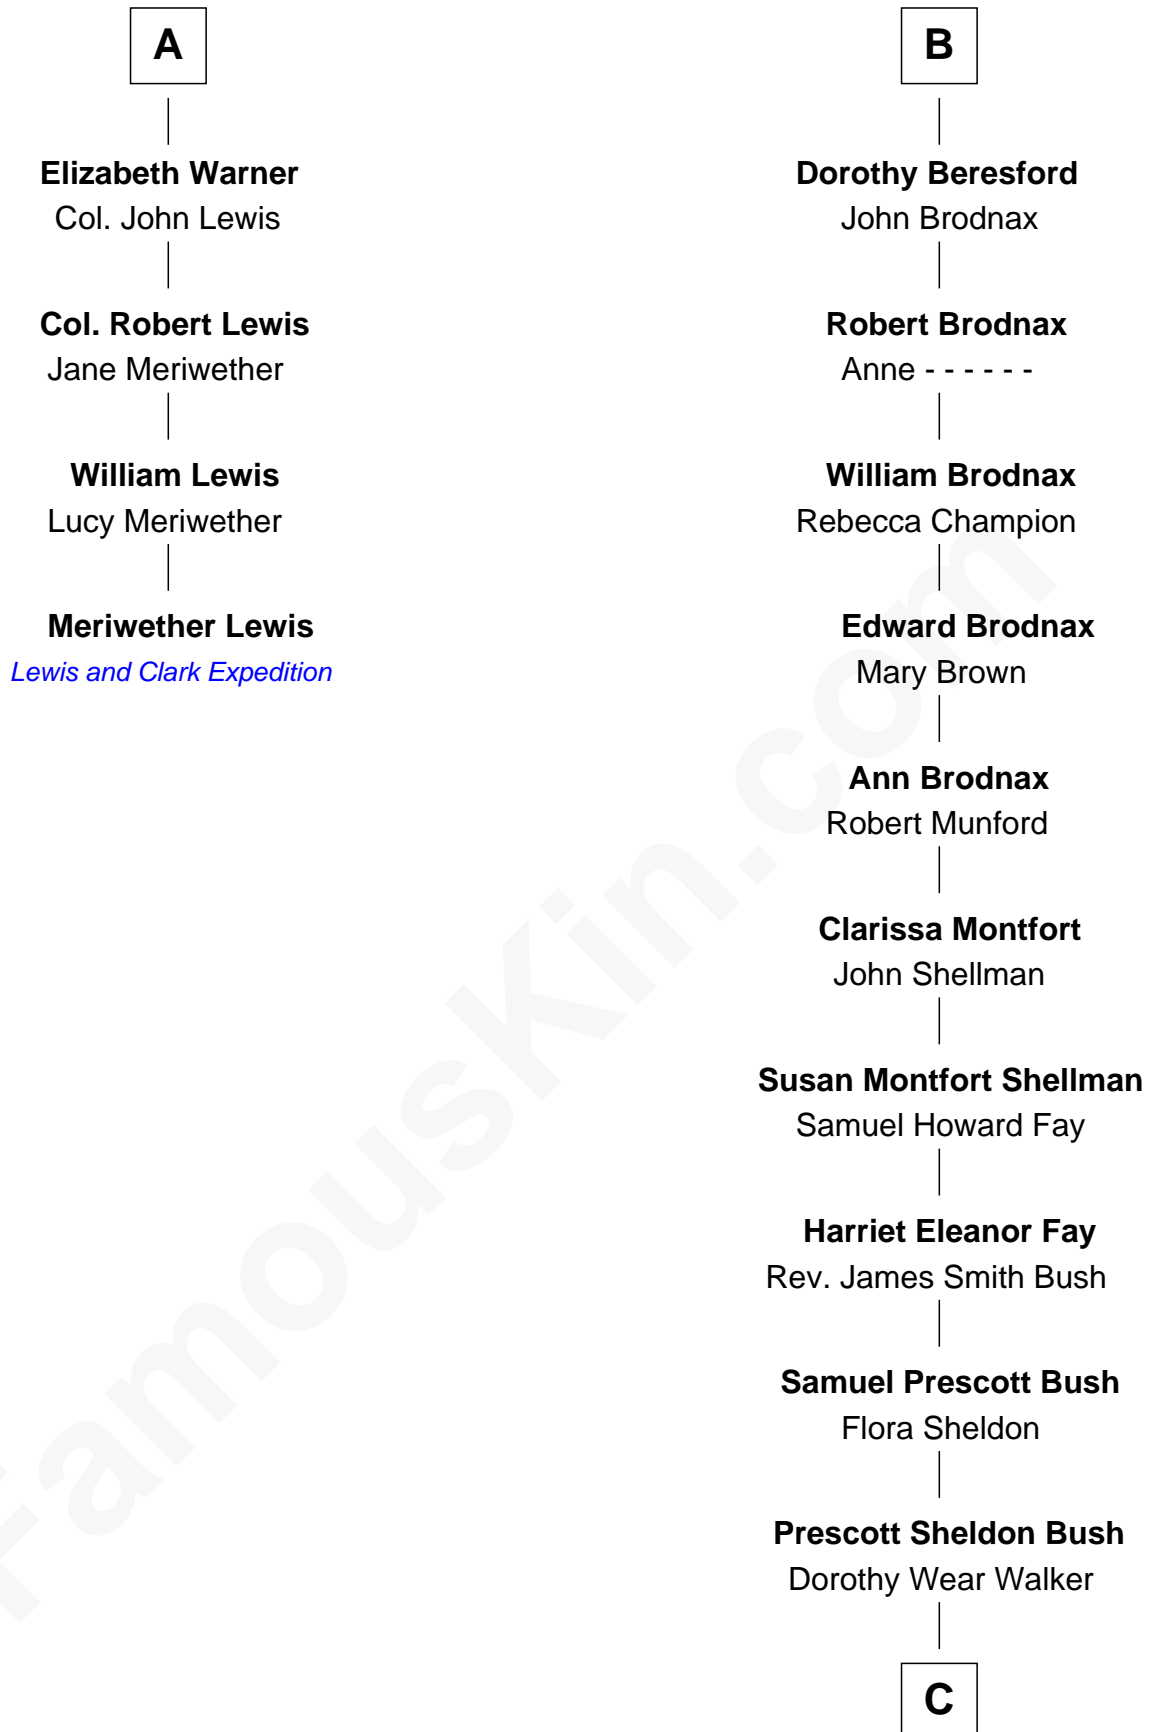 A
Elizabeth Warner
Col. John Lewis
Col. Robert Lewis
Jane Meriwether
William Lewis
Lucy Meriwether
Meriwether Lewis
Lewis and Clark Expedition
B
Dorothy Beresford
John Brodnax
Robert Brodnax
Anne - - - - - -
William Brodnax
Rebecca Champion
Edward Brodnax
Mary Brown
Ann Brodnax
Robert Munford
Clarissa Montfort
John Shellman
Susan Montfort Shellman
Samuel Howard Fay
Harriet Eleanor Fay
Rev. James Smith Bush
Samuel Prescott Bush
Flora Sheldon
Prescott Sheldon Bush
Dorothy Wear Walker
C
FamousKin.com